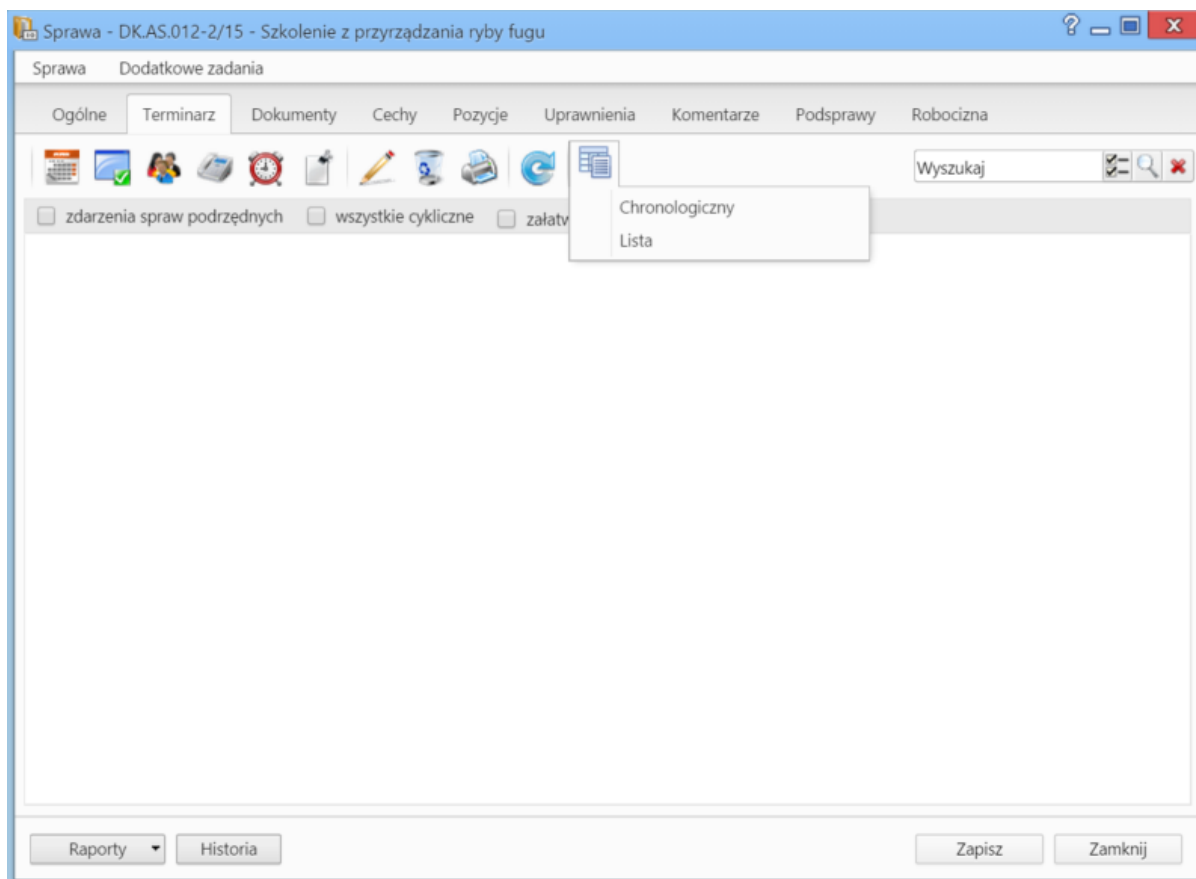 Sprawa - DK.AS.012-2/15 - Szkolenie z przyrządzania ryby fugu
Sprawa Dodatkowe zadania
Ogólne Terminarz Dokumenty Cechy Pozycje Uprawnienia Komentarze Podsprawy Robocizna
Wyszukaj
zdarzenia spraw podrzędnych wszystkie cykliczne
Chronologiczny
Lista
Raporty Historia Zapisz Zamknij